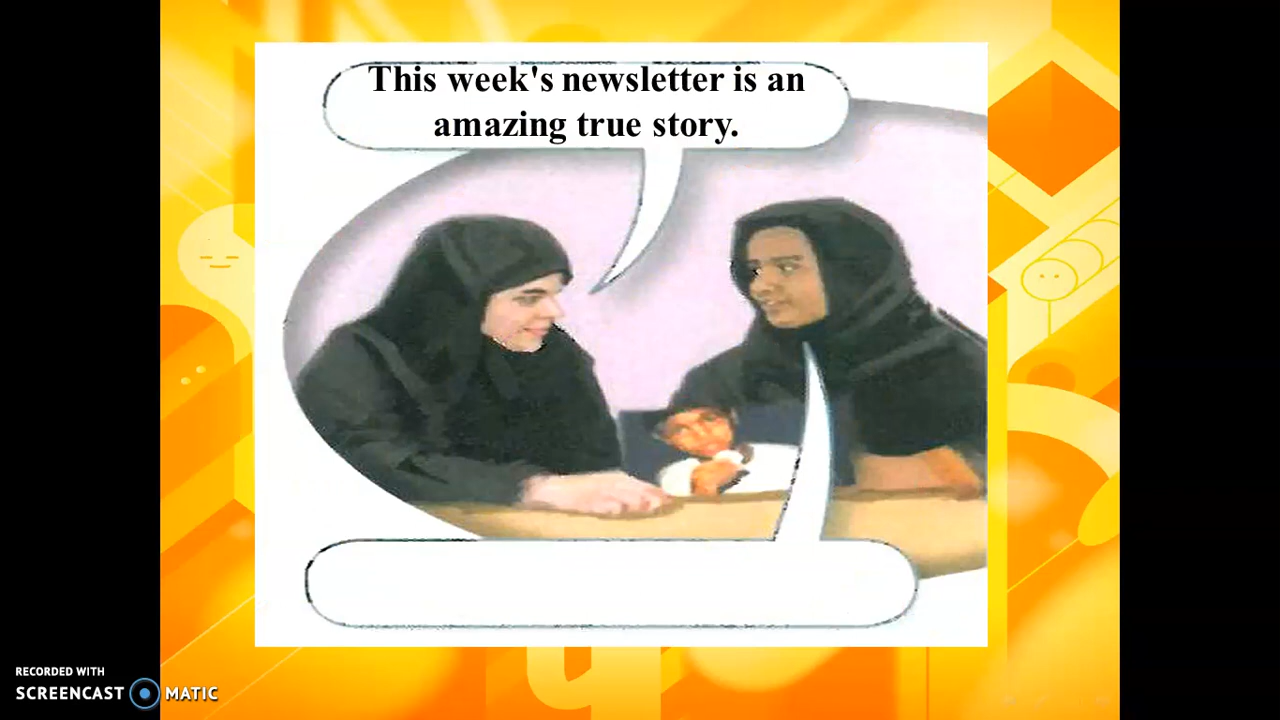 This week's newsletter is an
amazing true story.
RECORDED WITH
SCREENCAST MATIC